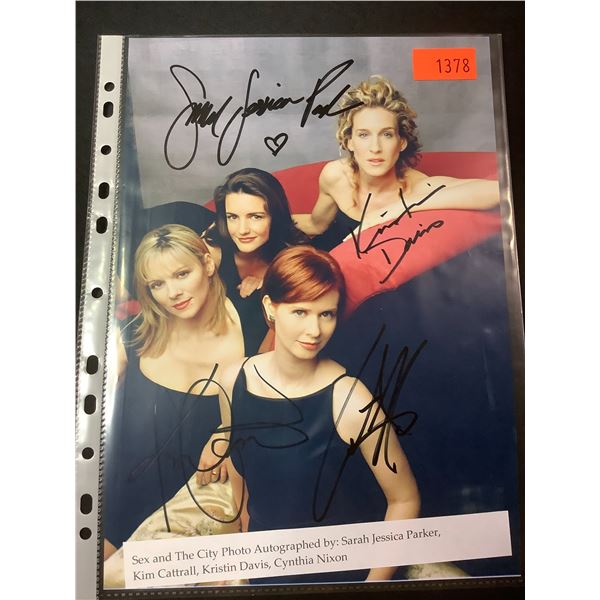 1378
Sarah Jessica Park
Kristin
Davis
Sex and The City Photo Autographed by: Sarah Jessica Parker,
Kim Cattrall, Kristin Davis, Cynthia Nixon